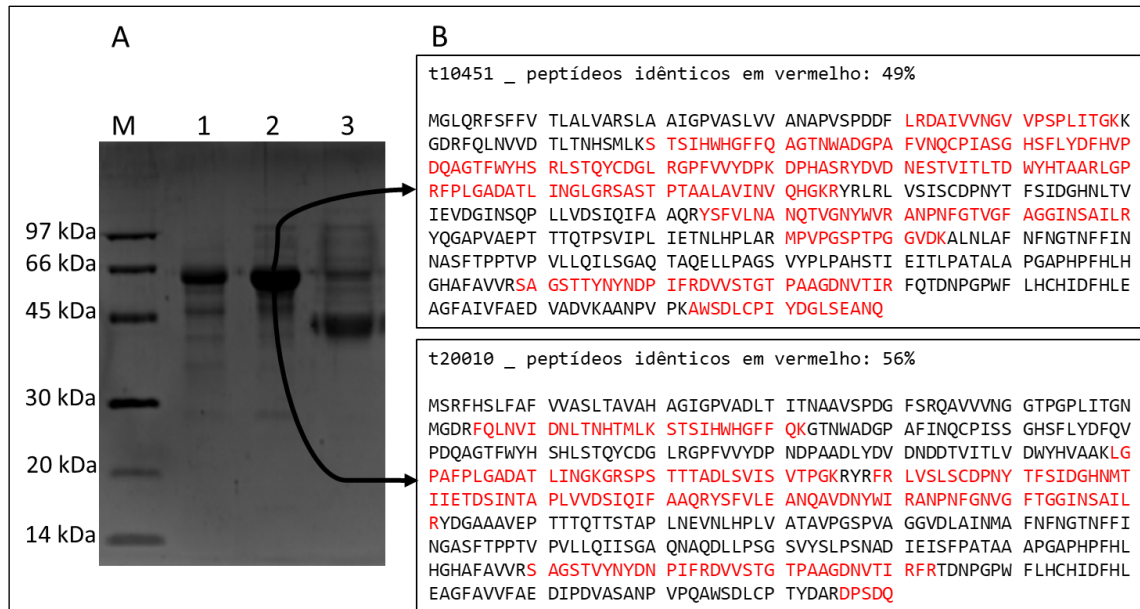 A
B
M 1 2 3
97 kDa
66 kDa
45 kDa
30 kDa
20 kDa
14 kDa
t10451 _ peptídeos idênticos em vermelho: 49%
MGLQRFSFFV TLALVARSLA AIGPVASLVV ANAPVSPDDF LRDAIVVNGV VPSPLITGKK
GDRFQLNVVD TLTNHSMLKS TSIHWHGFFQ AGTNWADGPA FVNQCPIASG HSFLYDFHVP
DQAGTFWYHS RLSTQYCDGL RGPFVVYDPK DPHASRYDVD NESTVITLTD WYHTAARLGP
RFPLGADATL INGLGRSAST PTAALAVINV QHGKRYRLRL VSISCDPNYT FSIDGHNLTV
IEVDGINSQP LLVDSIQIFA AQRYSFVLNA NQTVGNYWVR ANPNFGTVGF AGGINSAILR
YQGAPVAEPT TTQTPSVIPL IETNLHPLAR MPVPGSPTPG GVDKALNLAF NFNGTNFFIN
NASFTPPTVP VLLQILSGAQ TAQELLPAGS VYPLPAHSTI EITLPATALA PGAPHPFHLH
GHAFAVVRSA GSTTYNYNDP IFRDVVSTGT PAAGDNVTIR FQTDNPGPWF LHCHIDFHLE
AGFAIVFAED VADVKAANPV PKAWSDLCPI YDGLSEANQ
t20010 _ peptídeos idênticos em vermelho: 56%
MSRFHSLFAF VVASLTAVAH AGIGPVADLT ITNAAVSPDG FSRQAVVVNG GTPGPLITGN
MGDRFQLNVI DNLTNHTMLK STSIHWHGFF QKGTNWADGP AFINQCPISS GHSFLYDFQV
PDQAGTFWYH SHLSTQYCDG LRGPFVVYDP NDPAADLYDV DNDDTVITLV DWYHVAAKLG
PAFPLGADAT LINGKGRSPS TTTADLSVIS VTPGKRYRFR LVSLSCDPNY TFSIDGHNMT
IIETDSINTA PLVVDSIQIF AAQRYSFVLE ANQAVDNYWI RANPNFGNVG FTGGINSAIL
RYDGAAAVEP TTTQTTSTAP LNEVNLHPLV ATAVPGSPVA GGVDLAINMA FNFNGTNFFI
NGASFTPPTV PVLLQIISGA QNAQDLLPSG SVYSLPSNAD IEISFPATAA APGAPHPFHL
HGHAFAVVRS AGSTVYNYDN PIFRDVVSTG TPAAGDNVTI RFRTDNPGPW FLHCHIDFHL
EAGFAVVFAE DIPDVASANP VPQAWSDLCP TYDARDPSDQ